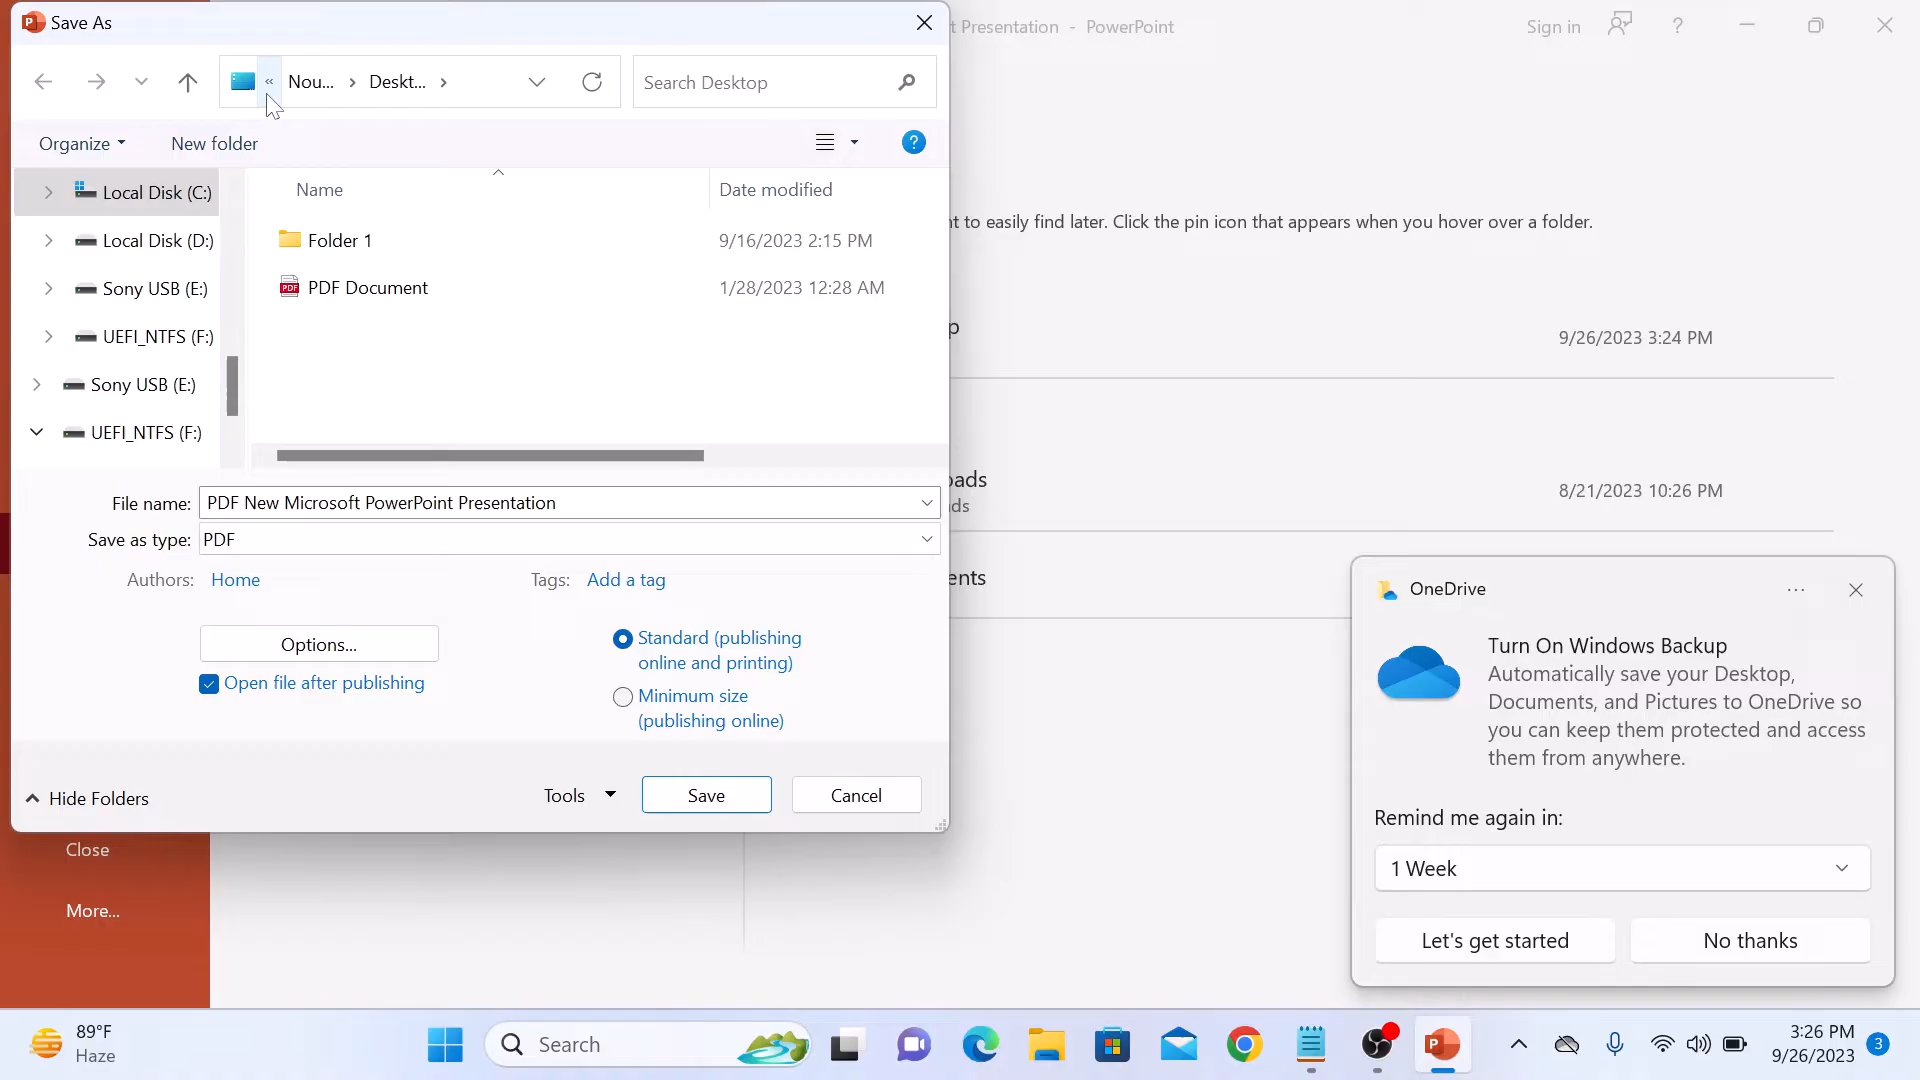 Save As
t Presentation - PowerPoint
Sign in
?
« Nou... > Deskt... >
Search Desktop
Organize
New folder
?
Local Disk (C:)
Local Disk (D:)
Sony USB (E:)
UEFI_NTFS (F:)
Sony USB (E:)
UEFI_NTFS (F:)
Name
Date modified
Folder 1
9/16/2023 2:15 PM
PDF
PDF Document
1/28/2023 12:28 AM
nt to easily find later. Click the pin icon that appears when you hover over a folder.
p
9/26/2023 3:24 PM
oads
ds
8/21/2023 10:26 PM
ents
File name: PDF New Microsoft PowerPoint Presentation
Save as type: PDF
Authors: Home
Tags: Add a tag
Options...
Open file after publishing
Standard (publishing
online and printing)
Minimum size
(publishing online)
Hide Folders
Tools
Save
Cancel
Close
More...
OneDrive
...
Turn On Windows Backup
Automatically save your Desktop,
Documents, and Pictures to OneDrive so
you can keep them protected and access
them from anywhere.
Remind me again in:
1 Week
Let's get started
No thanks
89°F
Haze
Search
P
3:26 PM
9/26/2023
3